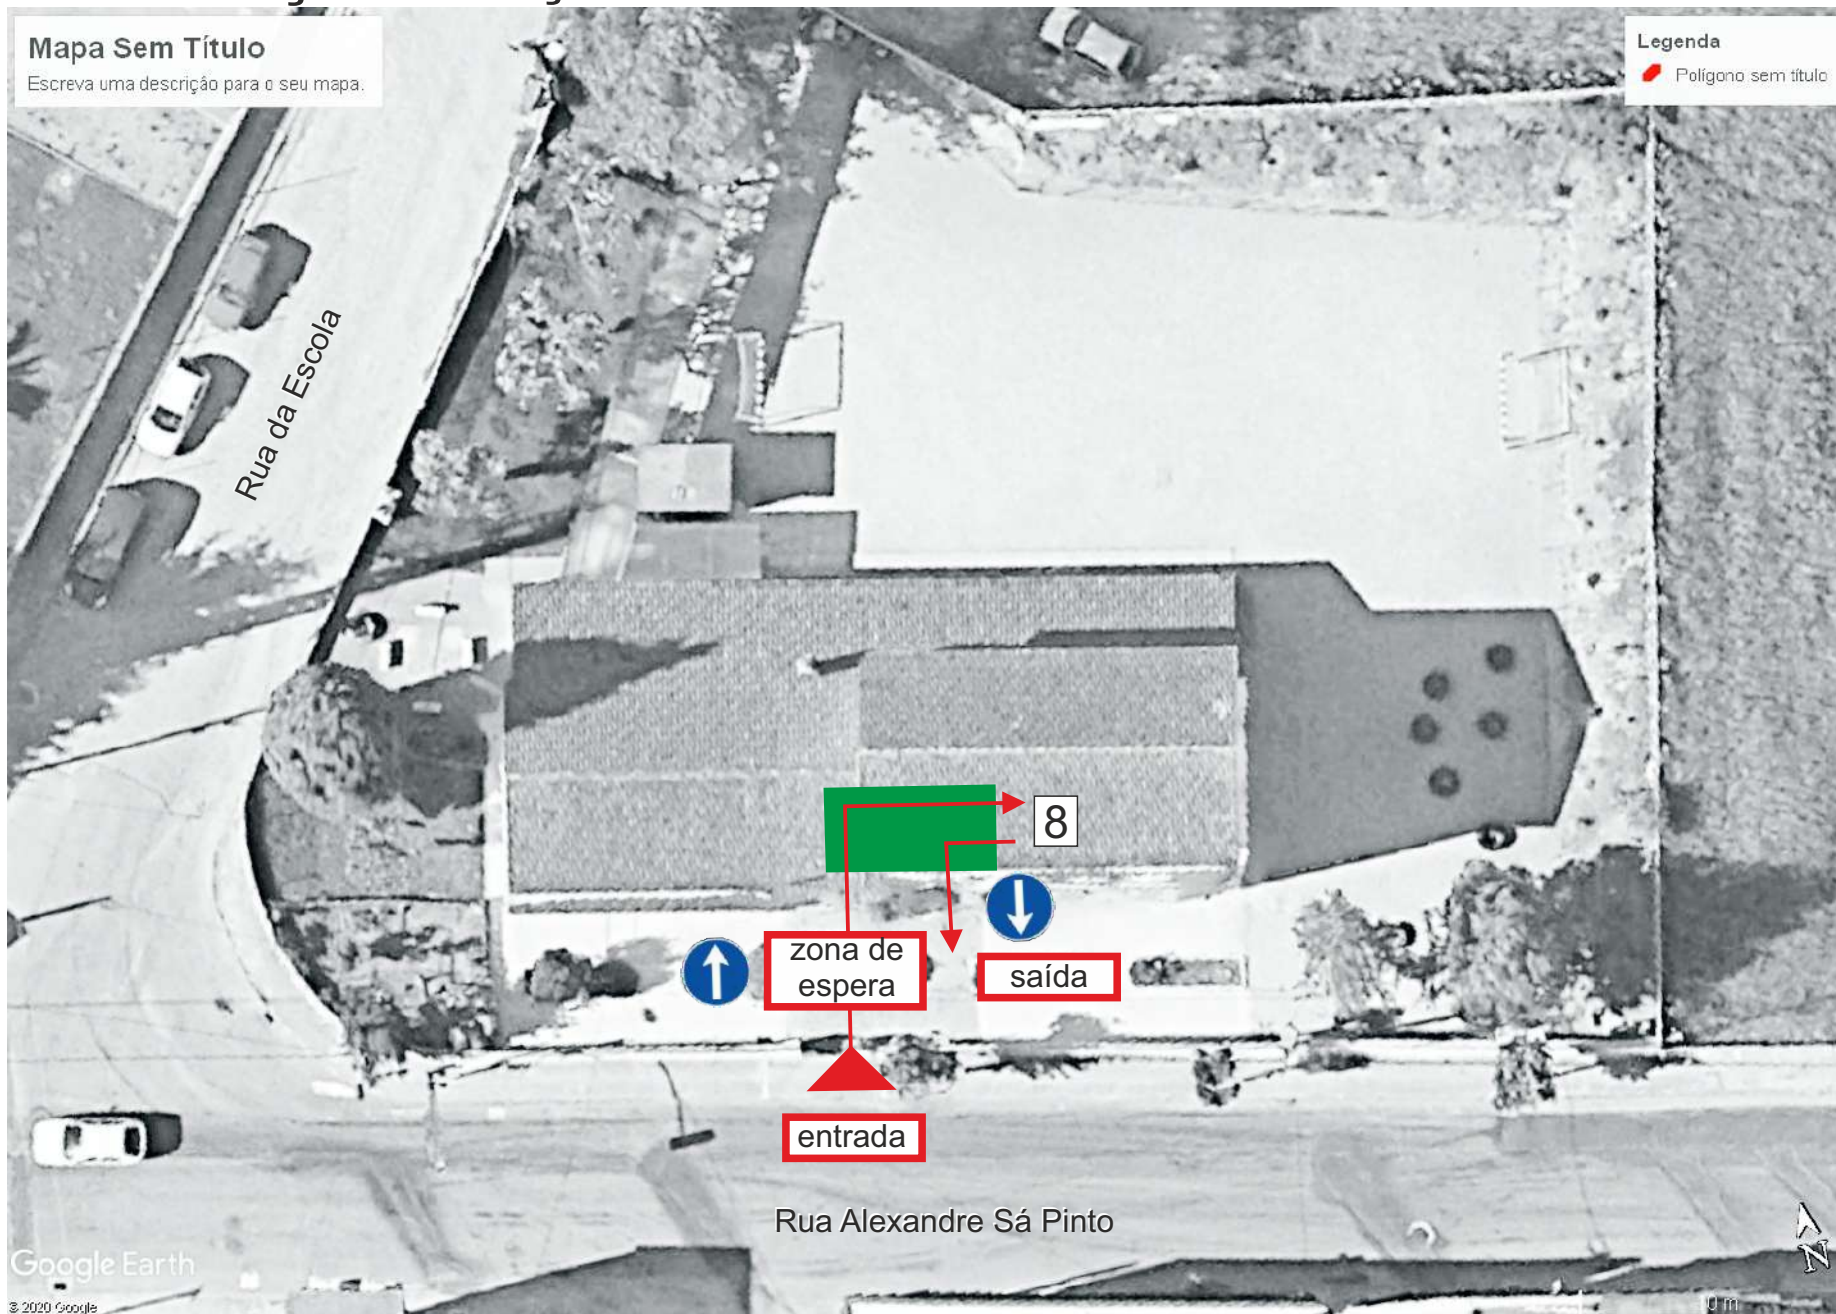 Mapa Sem Título
Escreva uma descrição para o seu mapa.
Legenda
Polígono sem título
Rua da Escola
8
zona de
espera
saída
entrada
Rua Alexandre Sá Pinto
Google Earth
© 2020 Google
N
0 m